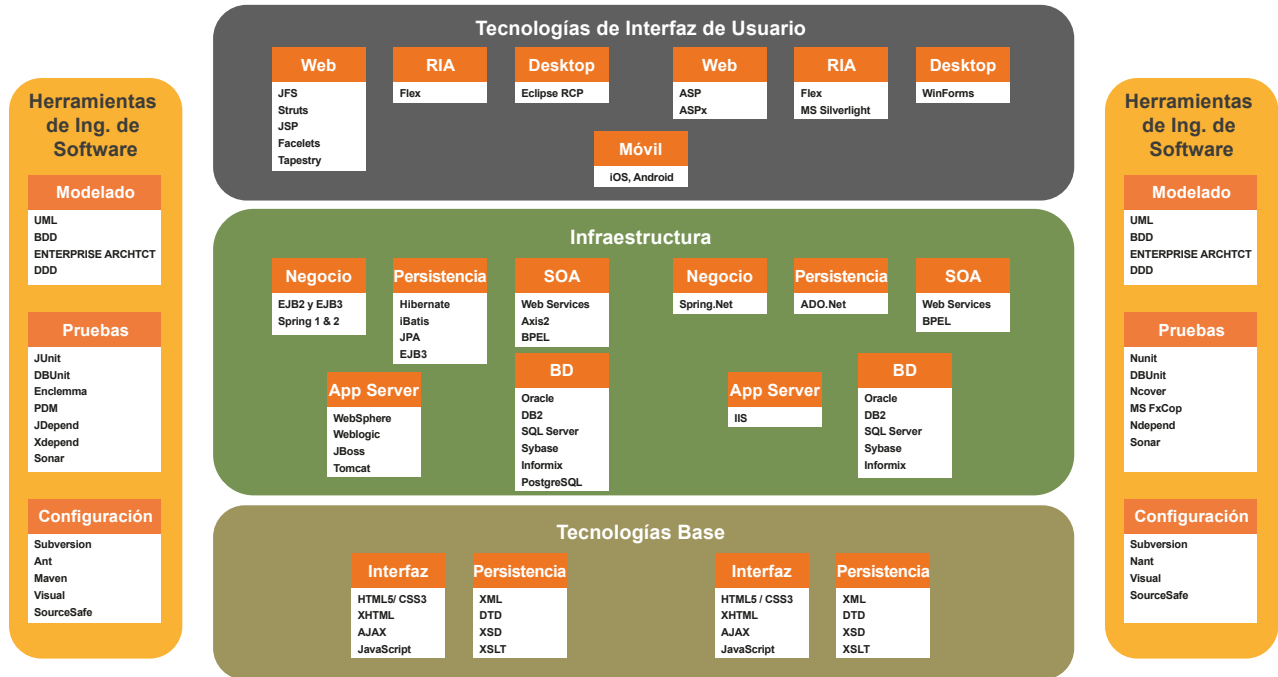 Tecnologías de Interfaz de Usuario
Web
JFS
Struts
JSP
Facelets
Tapestry
RIA
Flex
Desktop
Eclipse RCP
Web
ASP
ASPx
RIA
Flex
MS Silverlight
Desktop
WinForms
Móvil
iOS, Android
Herramientas
de Ing. de
Software
Modelado
UML
BDD
ENTERPRISE ARCHTCT
DDD
Pruebas
JUnit
DBUnit
Enclemma
PDM
JDepend
Xdepend
Sonar
Configuración
Subversion
Ant
Maven
Visual
SourceSafe
Infraestructura
Negocio
EJB2 y EJB3
Spring 1 & 2
Persistencia
Hibernate
iBatis
JPA
EJB3
SOA
Web Services
Axis2
BPEL
App Server
WebSphere
Weblogic
JBoss
Tomcat
BD
Oracle
DB2
SQL Server
Sybase
Informix
PostgreSQL
Negocio
Spring.Net
Persistencia
ADO.Net
SOA
Web Services
BPEL
App Server
IIS
BD
Oracle
DB2
SQL Server
Sybase
Informix
Tecnologías Base
Interfaz
HTML5/ CSS3
XHTML
AJAX
JavaScript
Persistencia
XML
DTD
XSD
XSLT
Interfaz
HTML5 / CSS3
XHTML
AJAX
JavaScript
Persistencia
XML
DTD
XSD
XSLT
Herramientas
de Ing. de
Software
Modelado
UML
BDD
ENTERPRISE ARCHTCT
DDD
Pruebas
Nunit
DBUnit
Ncover
MS FxCop
Ndepend
Sonar
Configuración
Subversion
Nant
Visual
SourceSafe